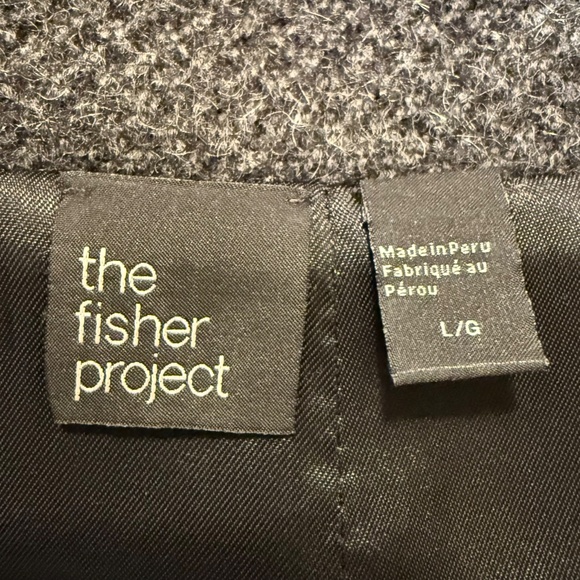 the
fisher
project
Made in Peru
Fabriqué au
Pérou
L/G